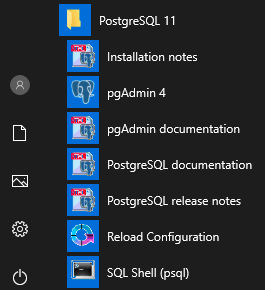 PostgreSQL 11
Installation notes
pgAdmin 4
pgAdmin documentation
PostgreSQL documentation
PostgreSQL release notes
Reload Configuration
SQL Shell (psql)